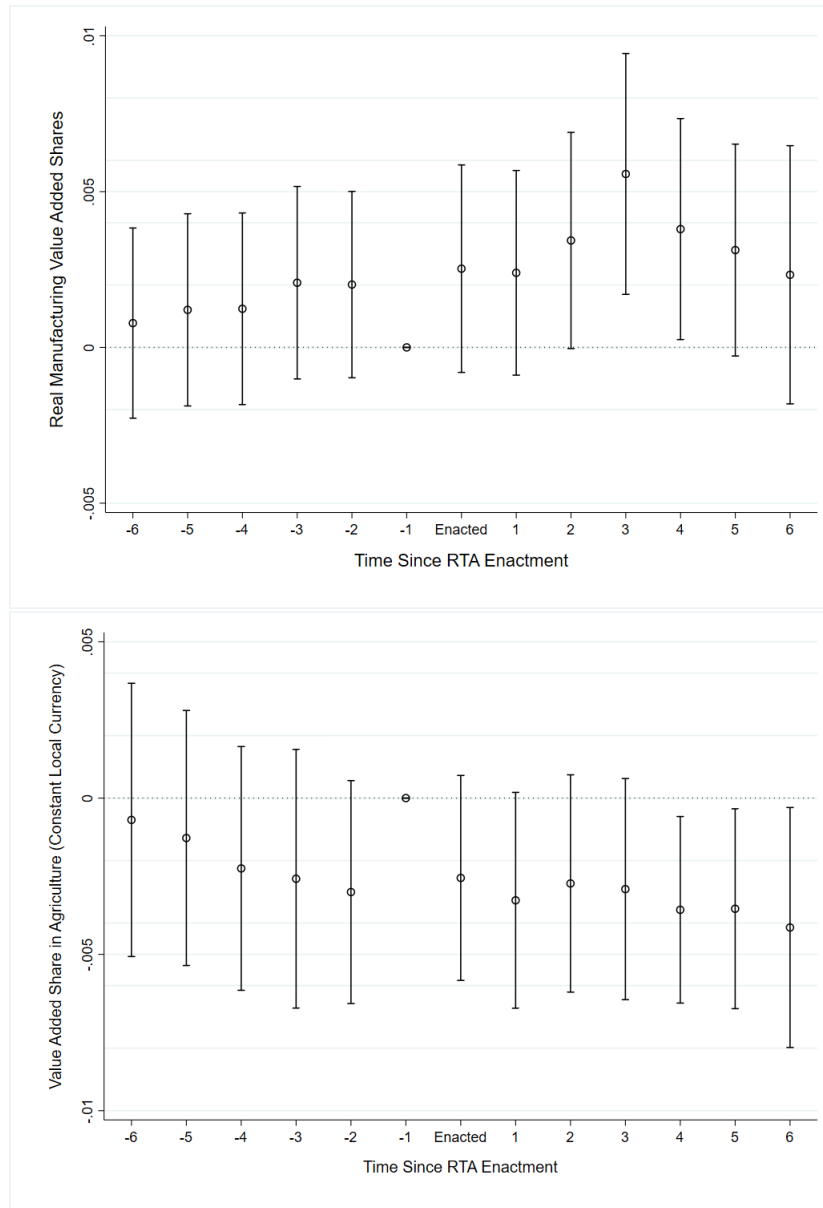 Real Manufacturing Value Added Shares
.01
.005
0
-.005
-6 -5 -4 -3 -2 -1 Enacted 1 2 3 4 5 6
Time Since RTA Enactment
Value Added Share in Agriculture (Constant Local Currency)
.005
0
-.005
-.01
-6 -5 -4 -3 -2 -1 Enacted 1 2 3 4 5 6
Time Since RTA Enactment